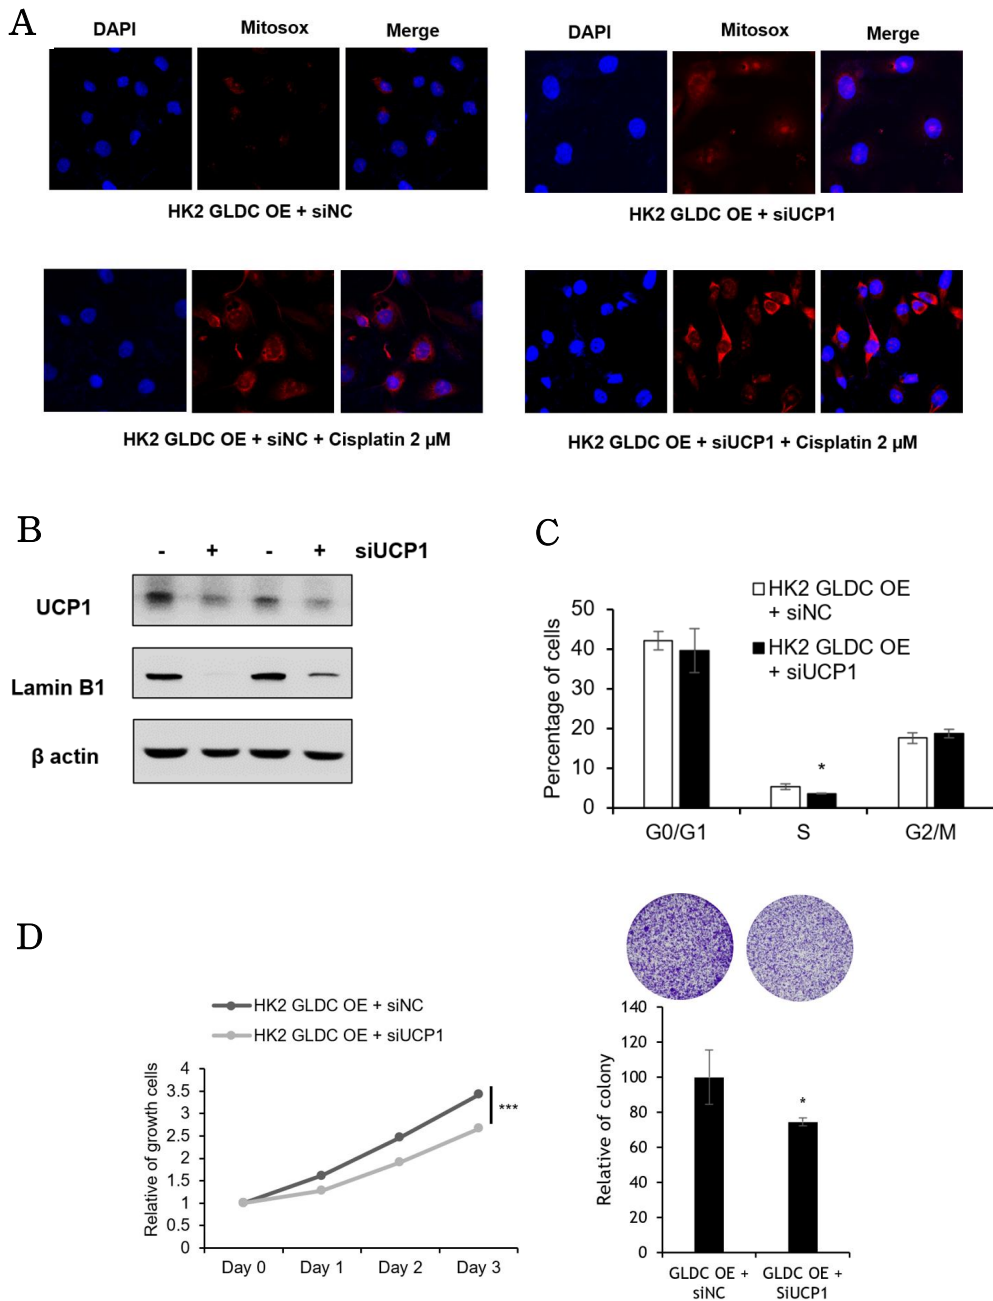 A
DAPI Mitosox Merge
DAPI Mitosox Merge
HK2 GLDC OE + siNC
HK2 GLDC OE + siUCP1
HK2 GLDC OE + siNC + Cisplatin 2 µM
HK2 GLDC OE + siUCP1 + Cisplatin 2 µM
B
- + - + siUCP1
UCP1
Lamin B1
β actin
C
HK2 GLDC OE
+ siNC
HK2 GLDC OE
+ siUCP1
Percentage of cells
50
40
30
20
10
0
*
G0/G1 S G2/M
D
HK2 GLDC OE + siNC
HK2 GLDC OE + siUCP1
Relative of growth cells
4
3.5
3
2.5
2
1.5
1
0.5
0
***
Day 0 Day 1 Day 2 Day 3
Relative of colony
140
120
100
80
60
40
20
0
*
GLDC OE +
siNC
GLDC OE +
SiUCP1